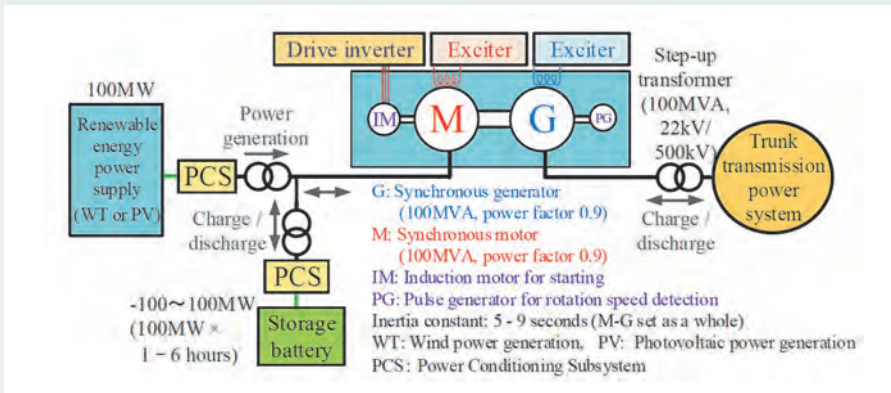 Drive inverter
Exciter
Exciter
Step-up
transformer
(100MVA,
22kV/
500kV)
100MW
Renewable
energy
power
supply
(WT or PV)
Power
generation
PCS
IM
M
G
PG
Trunk
transmission
power
system
Charge /
discharge
Charge /
discharge
PCS
-100～100MW
(100MW ×
1 - 6 hours)
Storage
battery
G: Synchronous generator
(100MVA, power factor 0.9)
M: Synchronous motor
(100MVA, power factor 0.9)
IM: Induction motor for starting
PG: Pulse generator for rotation speed detection
Inertia constant: 5 - 9 seconds (M-G set as a whole)
WT: Wind power generation, PV: Photovoltaic power generation
PCS: Power Conditioning Subsystem